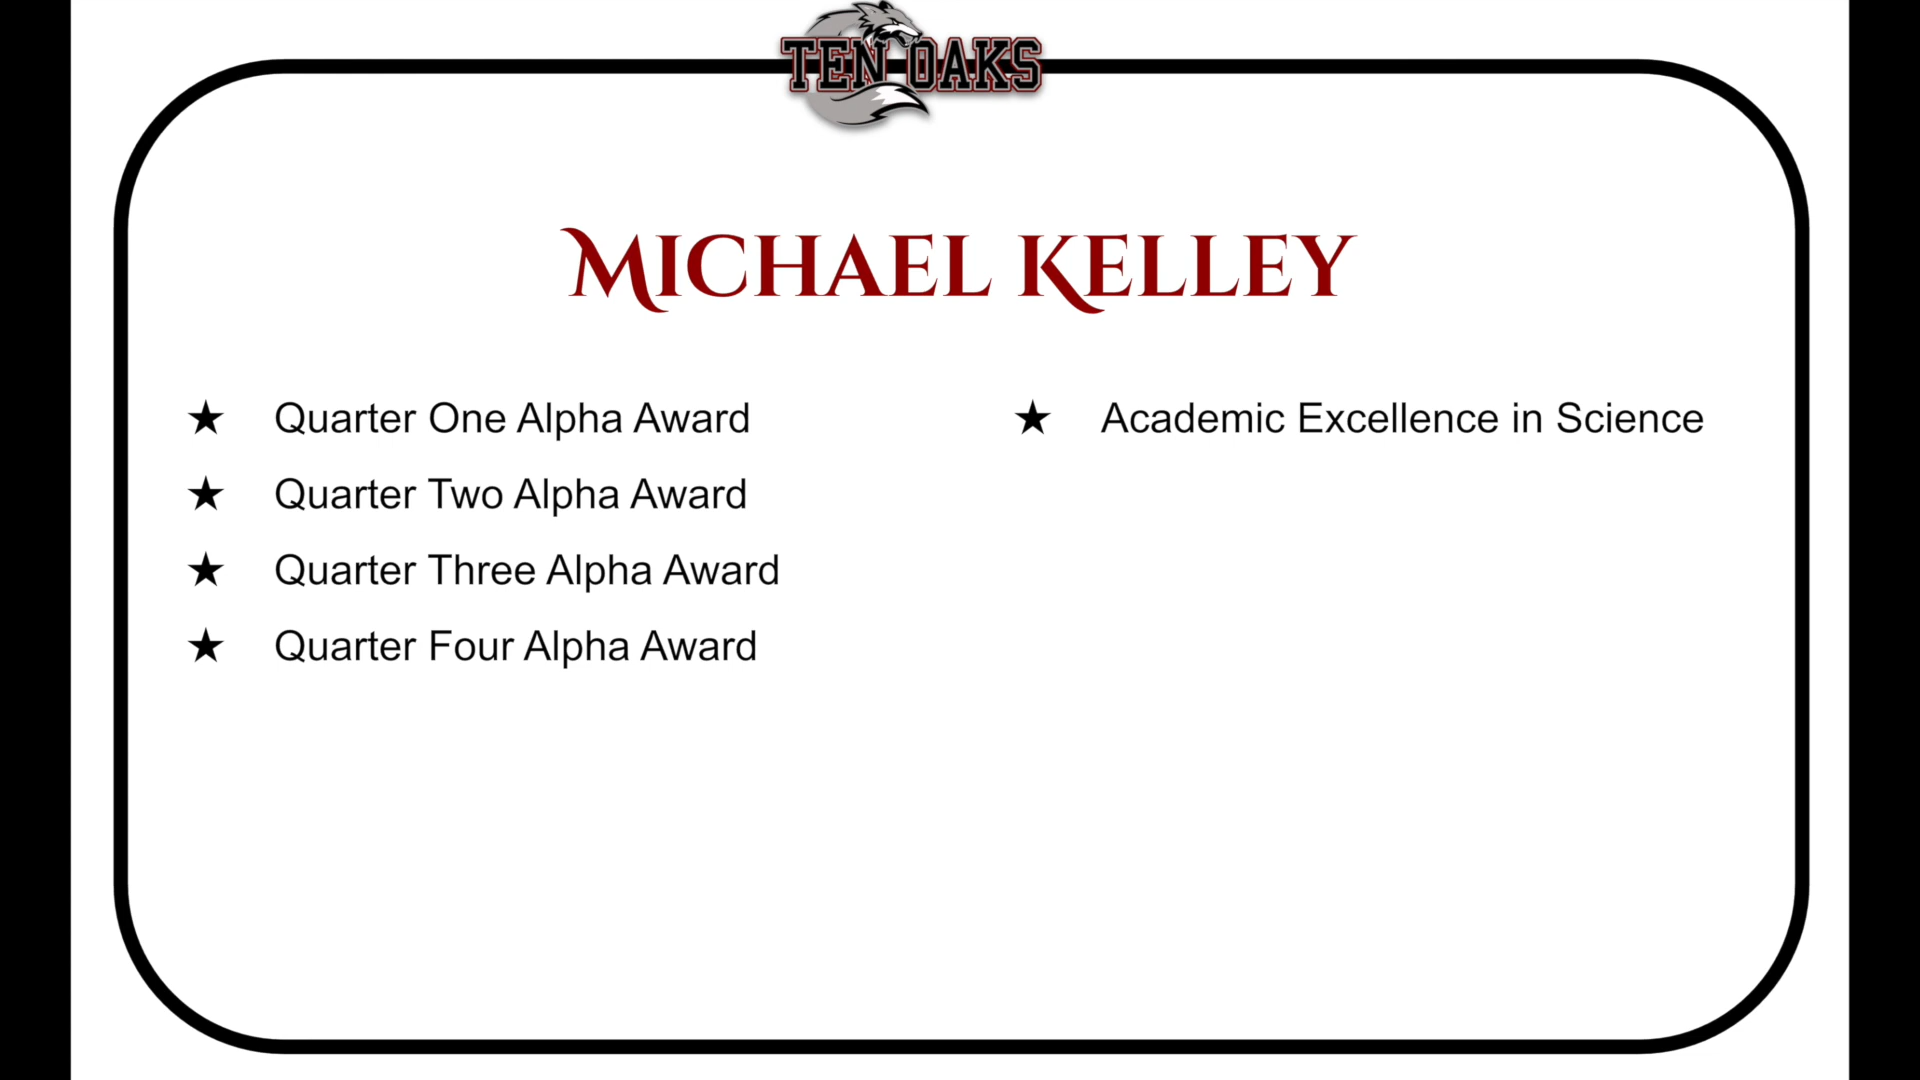 TEN OAKS
MICHAEL KELLEY
★ Quarter One Alpha Award
★ Quarter Two Alpha Award
★ Quarter Three Alpha Award
★ Quarter Four Alpha Award
★ Academic Excellence in Science